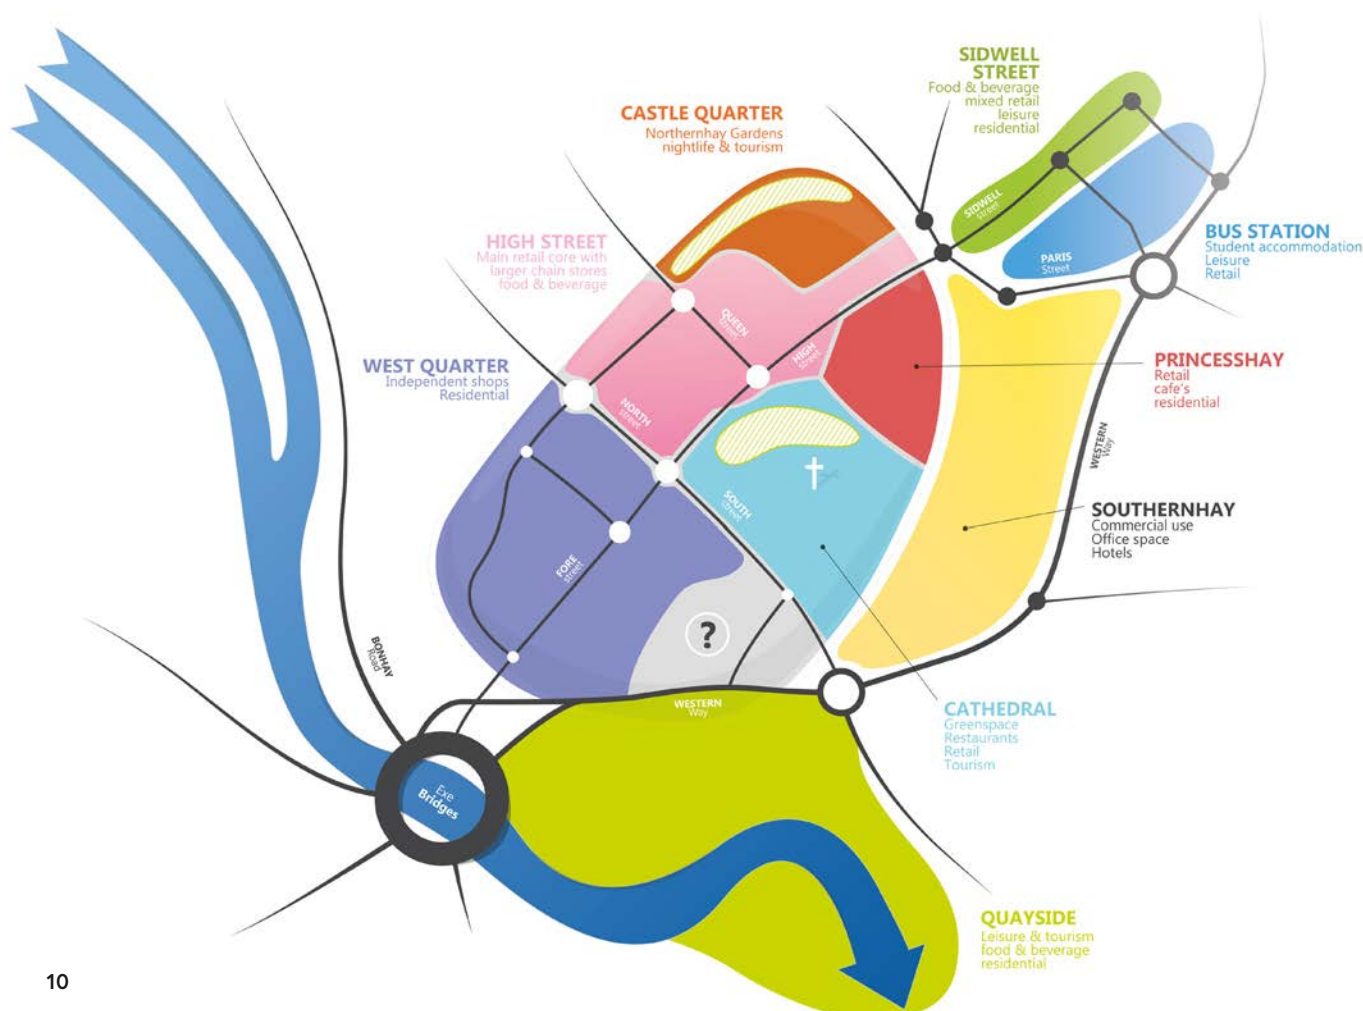 SIDWELL
STREET
Food & beverage
mixed retail
leisure
residential
CASTLE QUARTER
Northernhay Gardens
nightlife & tourism
SIDWELL
street
HIGH STREET
Main retail core with
larger chain stores
food & beverage
BUS STATION
Student accommodation
Leisure
Retail
PARIS
Street
QUEEN
Street
HIGH
street
WEST QUARTER
Independent shops
Residential
PRINCESSHAY
Retail
cafe's
residential
NORTH
street
WESTERN
Way
SOUTH
street
SOUTHERNHAY
Commercial use
Office space
Hotels
FORE
street
?
BONHAY
Road
WESTERN
Way
CATHEDRAL
Greenspace
Restaurants
Retail
Tourism
Exe
Bridges
QUAYSIDE
Leisure & tourism
food & beverage
residential
10